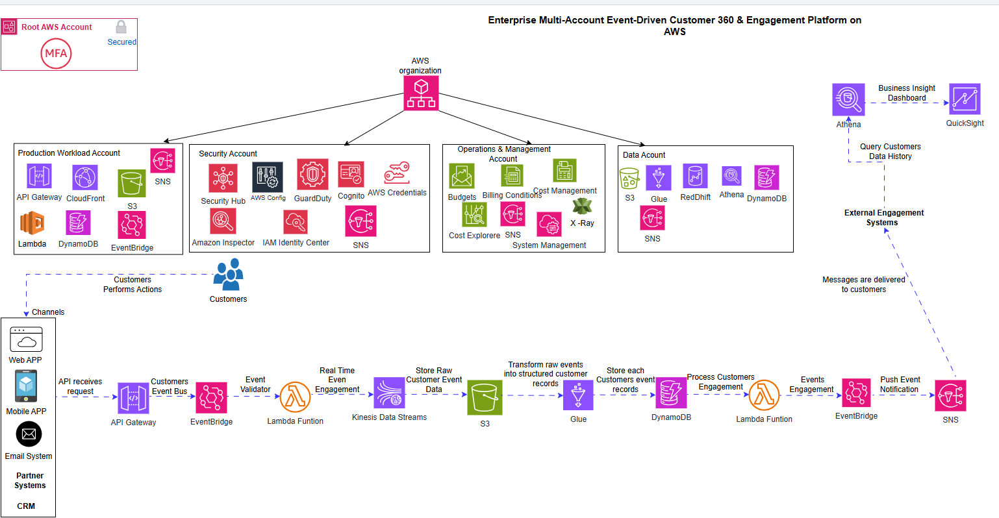 Enterprise Multi-Account Event-Driven Customer 360 & Engagement Platform on
AWS
Root AWS Account
Secured
MFA
AWS
organization
Business Insight
Dashboard
Athena
QuickSight
Query Customers
Data History
External Engagement
Systems
Messages are delivered
to customers
Production Workload Account
SNS
API Gateway
CloudFront
S3
Lambda
DynamoDB
EventBridge
Security Account
Security Hub
AWS Config
GuardDuty
Cognito
AWS Credentials
Amazon Inspector
IAM Identity Center
SNS
Operations & Management
Account
Budgets
Billing Conditions
Cost Management
Cost Explorere
SNS
System Management
X -Ray
Data Acount
S3
Glue
RedDhift
Athena
DynamoDB
SNS
Customers
Performs Actions
Customers
Channels
Web APP
Mobile APP
Email System
Partner
Systems
CRM
API receives
request
API Gateway
Customers
Event Bus
EventBridge
Event
Validator
Lambda Funtion
Real Time
Even
Engagement
Kinesis Data Streams
Store Raw
Customer Event
Data
S3
Transform raw events
into structured customer
records
Glue
Store each
Customers event
records
DynamoDB
Process Customers
Engagement
Lambda Funtion
Events
Engagement
EventBridge
Push Event
Notification
SNS